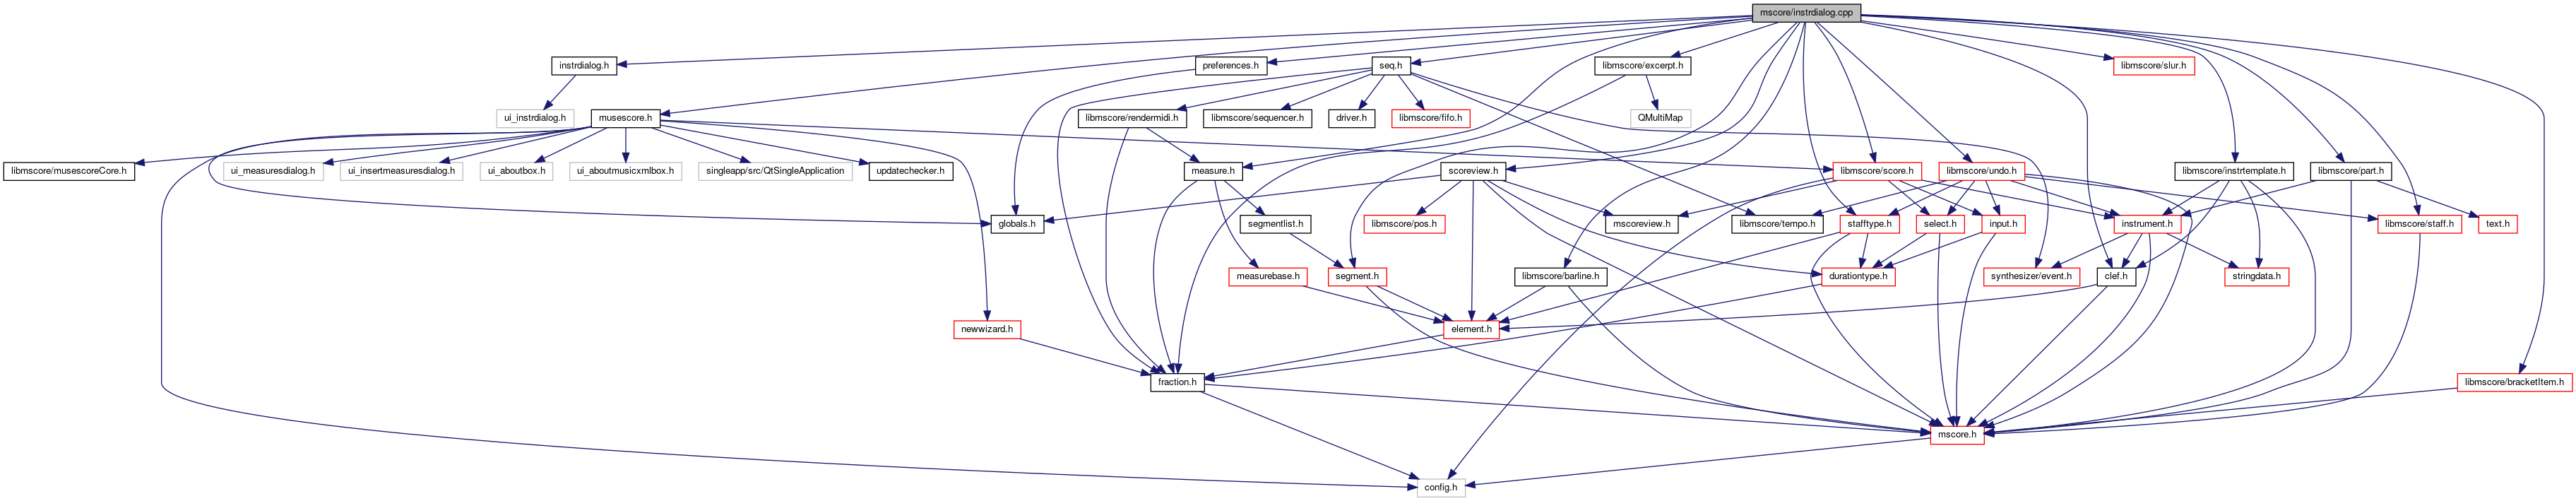 mscore/instrdialog.cpp
instrdialog.h
preferences.h
seq.h
libmscore/excerpt.h
libmscore/slur.h
ui_instrdialog.h
musescore.h
libmscore/rendermidi.h
libmscore/sequencer.h
driver.h
libmscore/fifo.h
QMultiMap
libmscore/musescoreCore.h
ui_measuresdialog.h
ui_insertmeasuresdialog.h
ui_aboutbox.h
ui_aboutmusicxmlbox.h
singleapp/src/QtSingleApplication
updatechecker.h
measure.h
scoreview.h
libmscore/score.h
libmscore/undo.h
libmscore/instrtemplate.h
libmscore/part.h
globals.h
segmentlist.h
libmscore/pos.h
mscoreview.h
libmscore/tempo.h
stafftype.h
select.h
input.h
instrument.h
libmscore/staff.h
text.h
measurebase.h
segment.h
libmscore/barline.h
durationtype.h
synthesizer/event.h
clef.h
stringdata.h
newwizard.h
element.h
fraction.h
libmscore/bracketItem.h
mscore.h
config.h